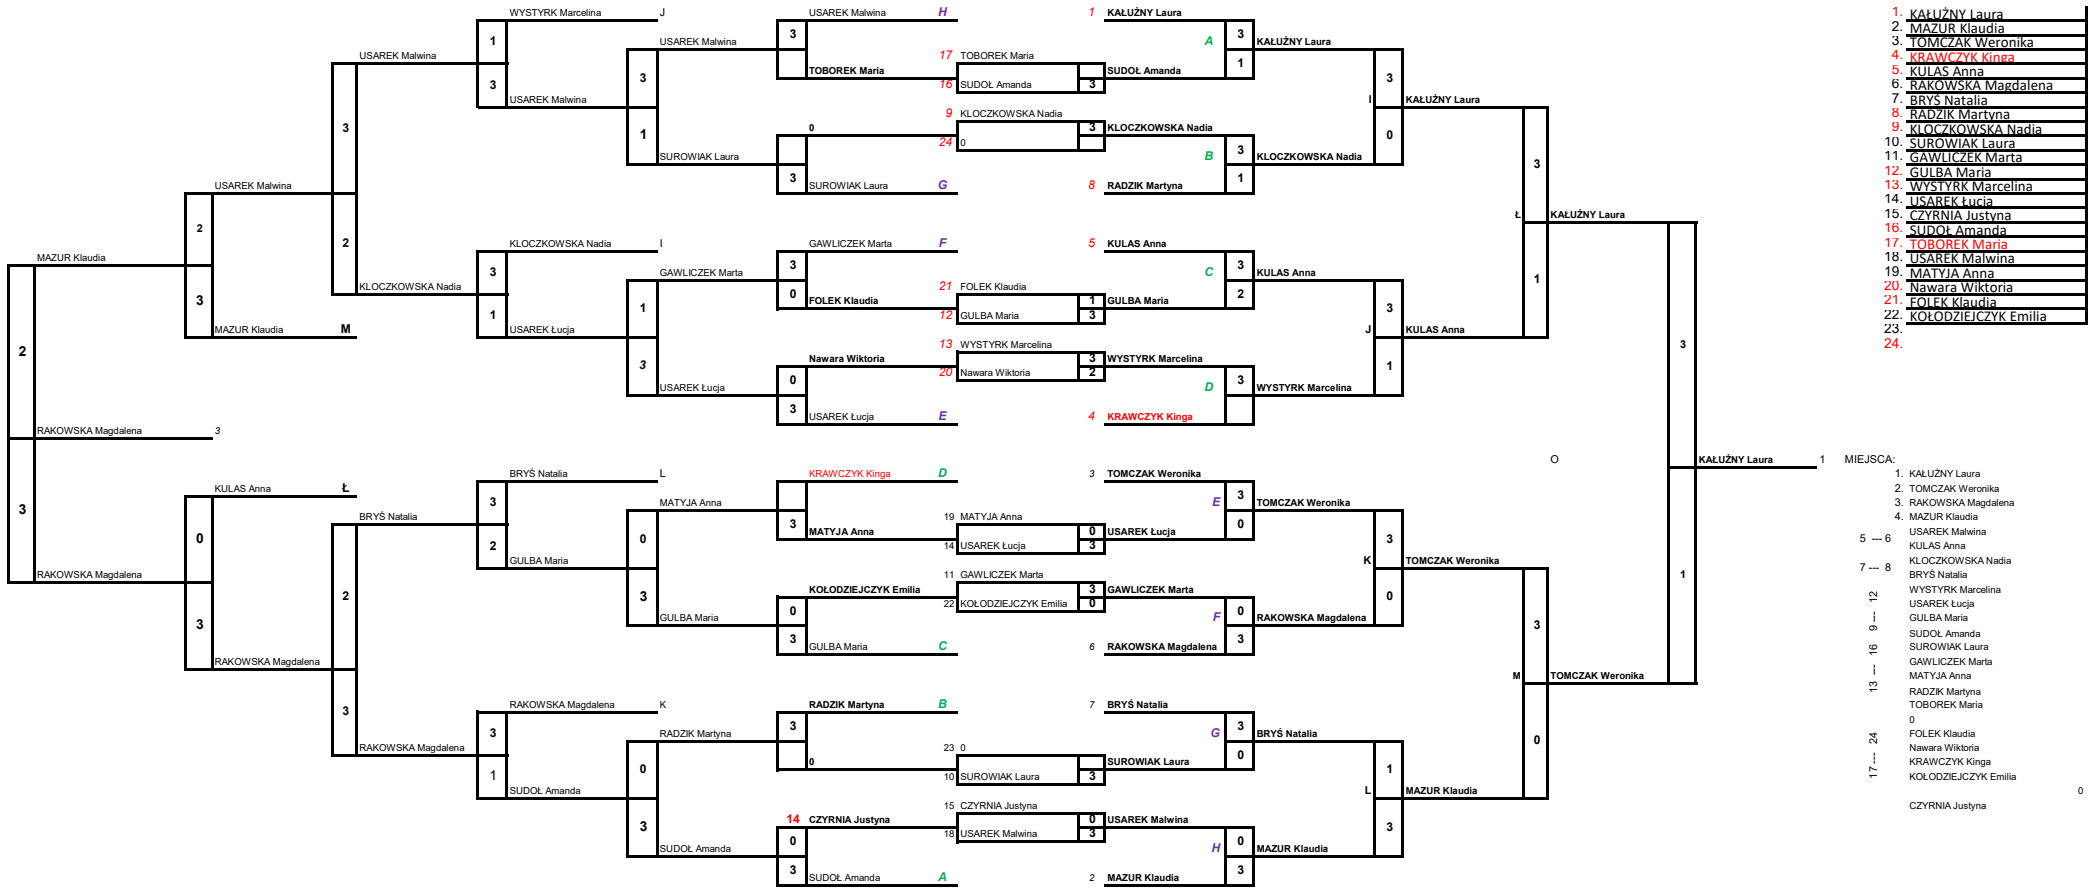 WYSTYRK Marcelina J USAREK Malwina H 1 KAŁUŻNY Laura 1. KAŁUŻNY Laura
2. MAZUR Klaudia
1 USAREK Malwina 3 A 3 KAŁUŻNY Laura 3. TOMCZAK Weronika
USAREK Malwina 17 TOBOREK Maria 4. KRAWCZYK Kinga
TOBOREK Maria SUDOŁ Amanda 1 5. KULAS Anna
3 3 16 SUDOŁ Amanda 3 3 6. RAKOWSKA Magdalena
USAREK Malwina I KAŁUŻNY Laura 7. BRYŚ Natalia
9 KLOCZKOWSKA Nadia 8. RADZIK Martyna
3 1 0 3 KLOCZKOWSKA Nadia 0 9. KLOCZKOWSKA Nadia
24 0 3 10. SUROWIAK Laura
SUROWIAK Laura B KLOCZKOWSKA Nadia 3 11. GAWLICZEK Marta
3 1 12. GULBA Maria
USAREK Malwina SUROWIAK Laura G 8 RADZIK Martyna 13. WYSTYRK Marcelina
14. USAREK Łucja
Ł KAŁUŻNY Laura 15. CZYRNIA Justyna
2 16. SUDOŁ Amanda
2 KLOCZKOWSKA Nadia I GAWLICZEK Marta F 5 KULAS Anna 17. TOBOREK Maria
MAZUR Klaudia 18. USAREK Malwina
3 GAWLICZEK Marta 3 C 3 KULAS Anna 1 19. MATYJA Anna
KLOCZKOWSKA Nadia 21 FOLEK Klaudia 20. Nawara Wiktoria
3 0 FOLEK Klaudia 1 GULBA Maria 2 21. FOLEK Klaudia
1 1 12 GULBA Maria 3 3 22. KOŁODZIEJCZYK Emilia
MAZUR Klaudia M USAREK Łucja J KULAS Anna 23.
13 WYSTYRK Marcelina 24.
2 Nawara Wiktoria 3 WYSTYRK Marcelina 3
3 20 Nawara Wiktoria 2 1
USAREK Łucja 0 D 3 WYSTYRK Marcelina
3 USAREK Łucja E 4 KRAWCZYK Kinga
RAKOWSKA Magdalena 3
O KAŁUŻNY Laura 1 MIEJSCA:
BRYŚ Natalia L KRAWCZYK Kinga D 3 TOMCZAK Weronika 1. KAŁUŻNY Laura
KULAS Anna Ł 2. TOMCZAK Weronika
3 3 MATYJA Anna E 3 TOMCZAK Weronika 3. RAKOWSKA Magdalena
BRYŚ Natalia 19 MATYJA Anna 4. MAZUR Klaudia
3 MATYJA Anna 0 USAREK Łucja 0 USAREK Malwina
0 2 0 14 USAREK Łucja 3 3 5 --- 6 KULAS Anna
GULBA Maria K TOMCZAK Weronika KLOCZKOWSKA Nadia
RAKOWSKA Magdalena 11 GAWLICZEK Marta 1 7 --- 8 BRYŚ Natalia
2 3 KOŁODZIEJCZYK Emilia 3 GAWLICZEK Marta 0 WYSTYRK Marcelina
22 KOŁODZIEJCZYK Emilia 0 12 USAREK Łucja
3 GULBA Maria 0 F 0 RAKOWSKA Magdalena 3 9 --- GULBA Maria
3 3 SUDOŁ Amanda
GULBA Maria C 6 RAKOWSKA Magdalena 16 SUROWIAK Laura
RAKOWSKA Magdalena --- GAWLICZEK Marta
M TOMCZAK Weronika 13 MATYJA Anna
RADZIK Martyna
3 RAKOWSKA Magdalena K RADZIK Martyna B 7 BRYŚ Natalia TOBOREK Maria
3 RADZIK Martyna 3 G 3 BRYŚ Natalia 0
RAKOWSKA Magdalena 23 0 0 24 FOLEK Klaudia
0 SUROWIAK Laura 0 Nawara Wiktoria
1 0 10 SUROWIAK Laura 3 1 17 --- KRAWCZYK Kinga
KOŁODZIEJCZYK Emilia
SUDOŁ Amanda L MAZUR Klaudia 0
15 CZYRNIA Justyna CZYRNIA Justyna
3 14 CZYRNIA Justyna 0 USAREK Malwina 3
18 USAREK Malwina 3
SUDOŁ Amanda 0 H 0 MAZUR Klaudia
3 SUDOŁ Amanda A 2 MAZUR Klaudia 3